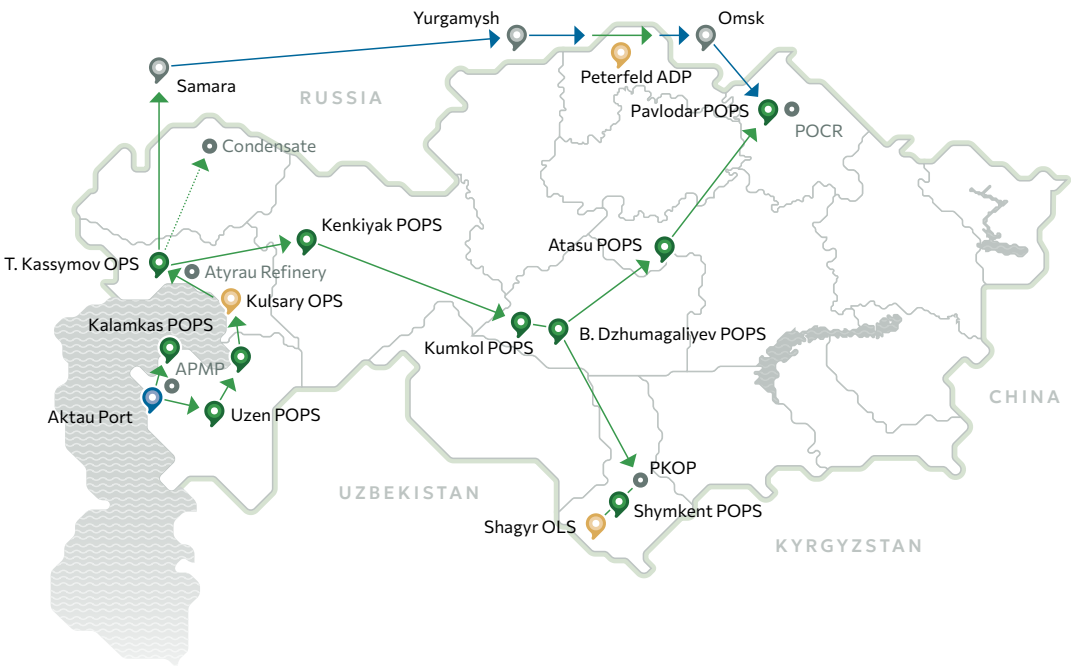 Yurgamysh
Omsk
Samara
Peterfeld ADP
RUSSIA
Pavlodar POPS
POCR
Condensate
Kenkiyak POPS
Atasu POPS
T. Kassymov OPS
Atyrau Refinery
Kulsary OPS
Kalamkas POPS
B. Dzhumagaliyev POPS
Kumkol POPS
APMP
CHINA
Aktau Port
Uzen POPS
PKOP
UZBEKISTAN
Shymkent POPS
Shagyr OLS
KYRGYZSTAN